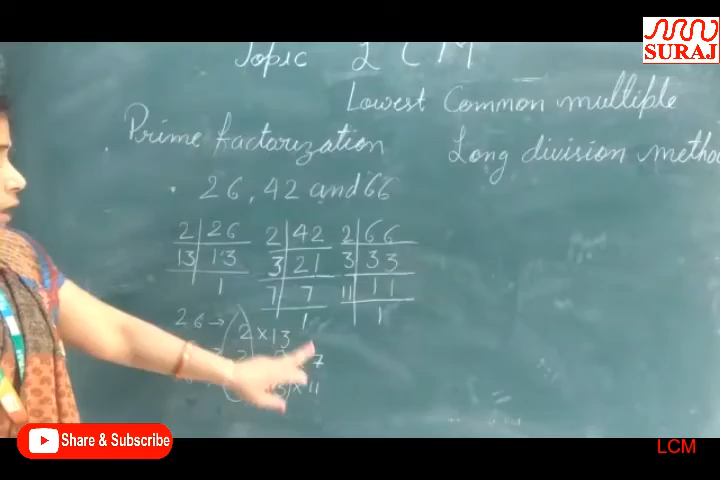 SURAJ
Topic LCM
Lowest Common multiple
Prime factorization
Long division method
26, 42 and 66
2 26 2 42 2 66
13 13 3 21 3 33
1 7 7 11 11
1 1
26 → 2 × 13
7
× 11
Share & Subscribe
LCM